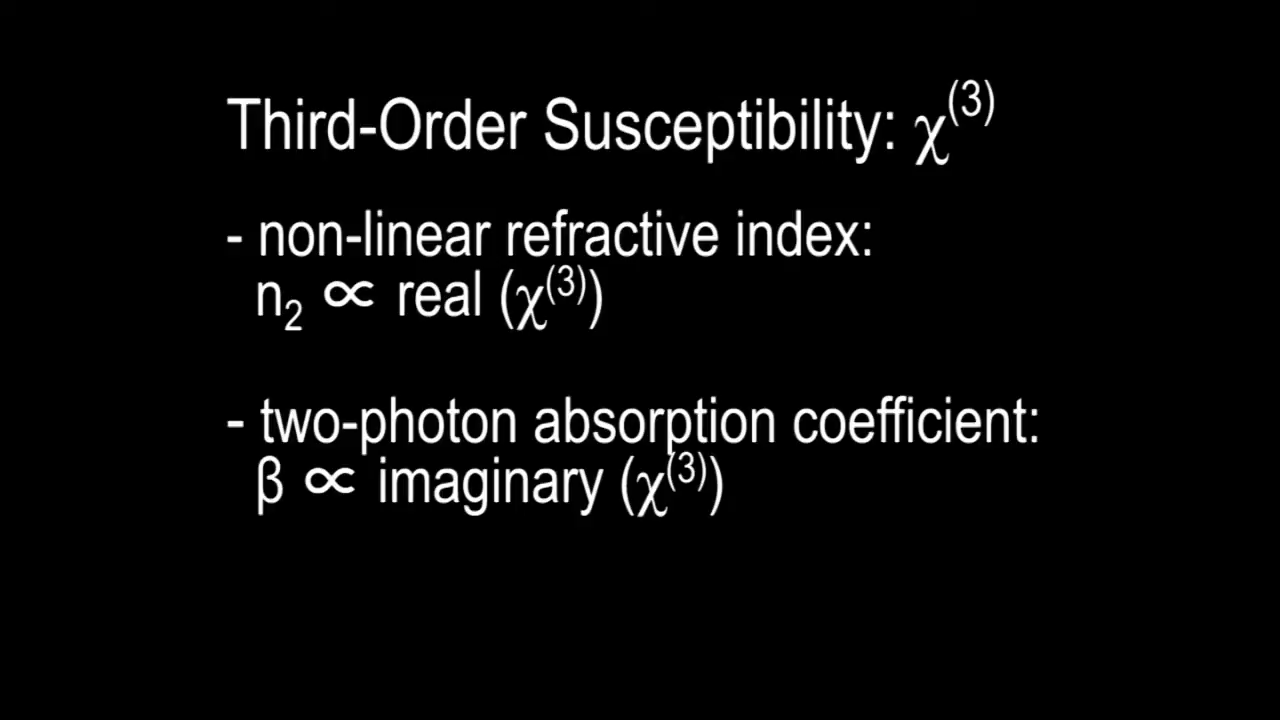 Third-Order Susceptibility: χ⁽³⁾
- non-linear refractive index:
n₂ ∝ real (χ⁽³⁾)
- two-photon absorption coefficient:
β ∝ imaginary (χ⁽³⁾)